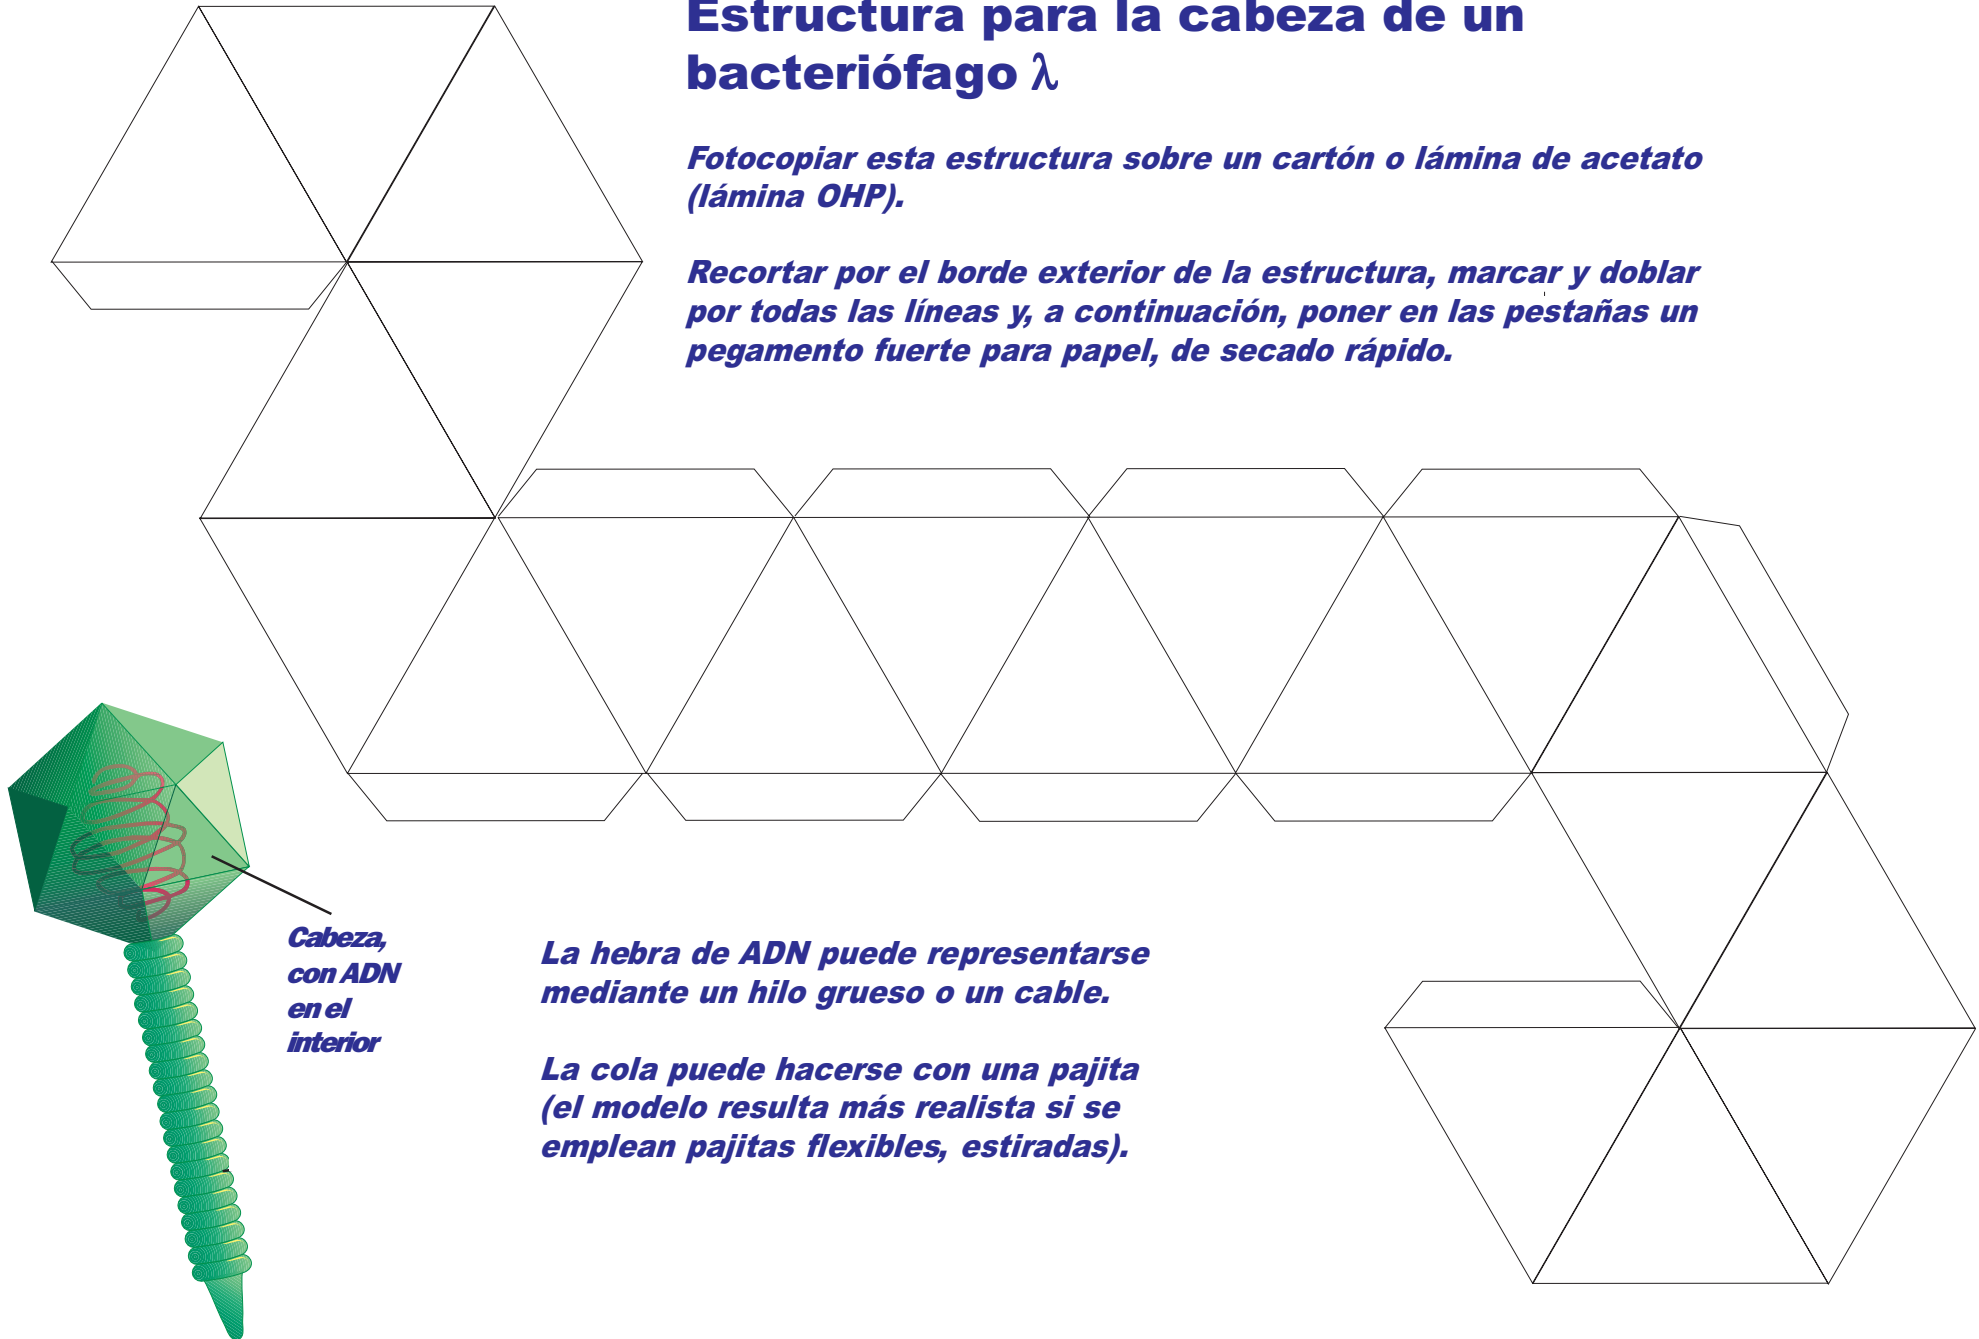 Estructura para la cabeza de un
bacteriófago λ
Fotocopiar esta estructura sobre un cartón o lámina de acetato
(lámina OHP).
Recortar por el borde exterior de la estructura, marcar y doblar
por todas las líneas y, a continuación, poner en las pestañas un
pegamento fuerte para papel, de secado rápido.
Cabeza,
con ADN
en el
interior
La hebra de ADN puede representarse
mediante un hilo grueso o un cable.
La cola puede hacerse con una pajita
(el modelo resulta más realista si se
emplean pajitas flexibles, estiradas).